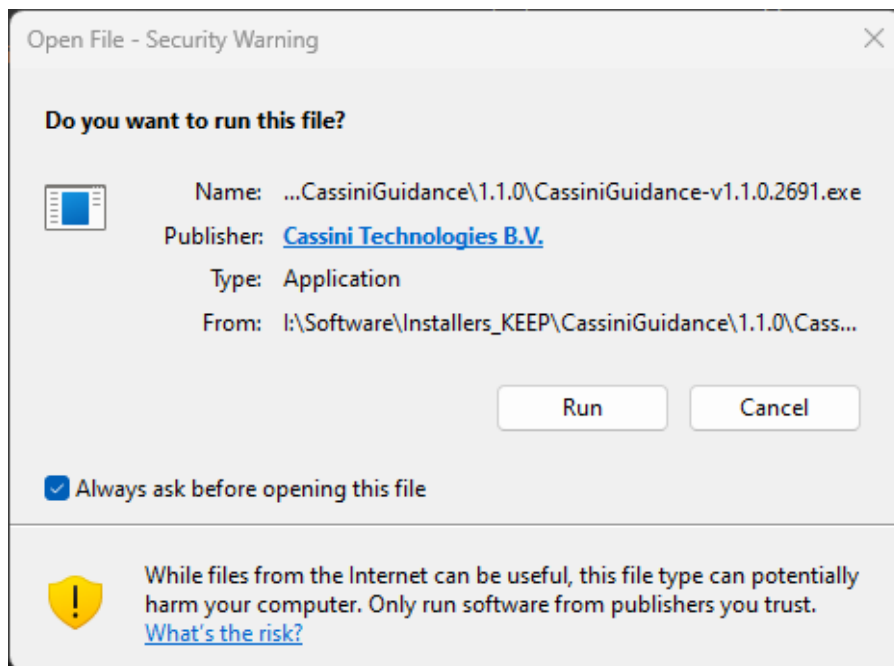 Open File - Security Warning
Do you want to run this file?
Name: ...CassiniGuidance\1.1.0\CassiniGuidance-v1.1.0.2691.exe
Publisher: Cassini Technologies B.V.
Type: Application
From: I:\Software\Installers_KEEP\CassiniGuidance\1.1.0\Cass...
Run Cancel
Always ask before opening this file
While files from the Internet can be useful, this file type can potentially
harm your computer. Only run software from publishers you trust.
What's the risk?